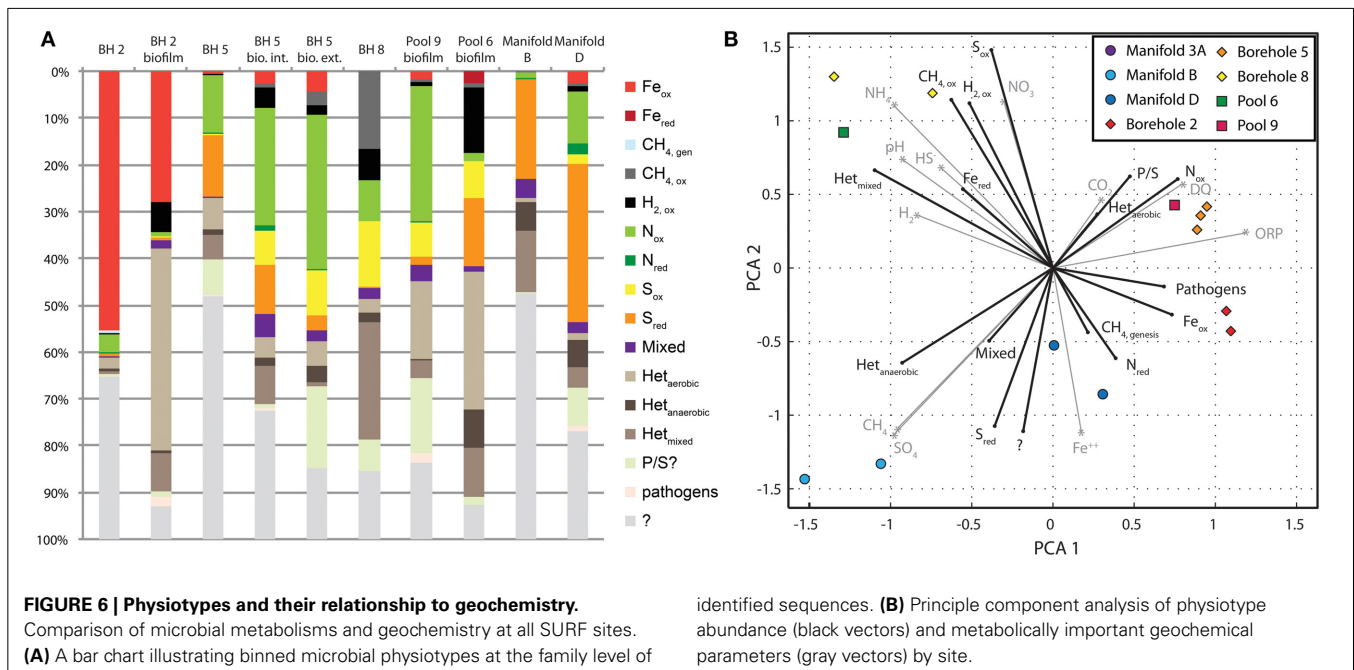 A
BH 2
BH 2 biofilm
BH 5
BH 5 bio. int.
BH 5 bio. ext.
BH 8
Pool 9 biofilm
Pool 6 biofilm
Manifold B
Manifold D
0%
10%
20%
30%
40%
50%
60%
70%
80%
90%
100%
Feox
Fered
CH4, gen
CH4, ox
H2, ox
Nox
Nred
Sox
Sred
Mixed
Hetaerobic
Hetanaerobic
Hetmixed
P/S?
pathogens
?
B
Manifold 3A
Manifold B
Manifold D
Borehole 2
Borehole 5
Borehole 8
Pool 6
Pool 9
PCA 2
1.5
1
0.5
0
-0.5
-1
-1.5
Sox
CH4, ox
H2, ox
NO3
NH4
pH
HS-
Hetmixed
Fered
H2
P/S
Nox
CO2
DO
Hetaerobic
ORP
Pathogens
Feox
CH4, genesis
Nred
Mixed
Hetanaerobic
CH4
SO4
Sred
?
Fe++
-1.5
-1
-0.5
0
0.5
1
1.5
PCA 1
FIGURE 6 | Physiotypes and their relationship to geochemistry.
Comparison of microbial metabolisms and geochemistry at all SURF sites.
(A) A bar chart illustrating binned microbial physiotypes at the family level of
identified sequences. (B) Principle component analysis of physiotype
abundance (black vectors) and metabolically important geochemical
parameters (gray vectors) by site.